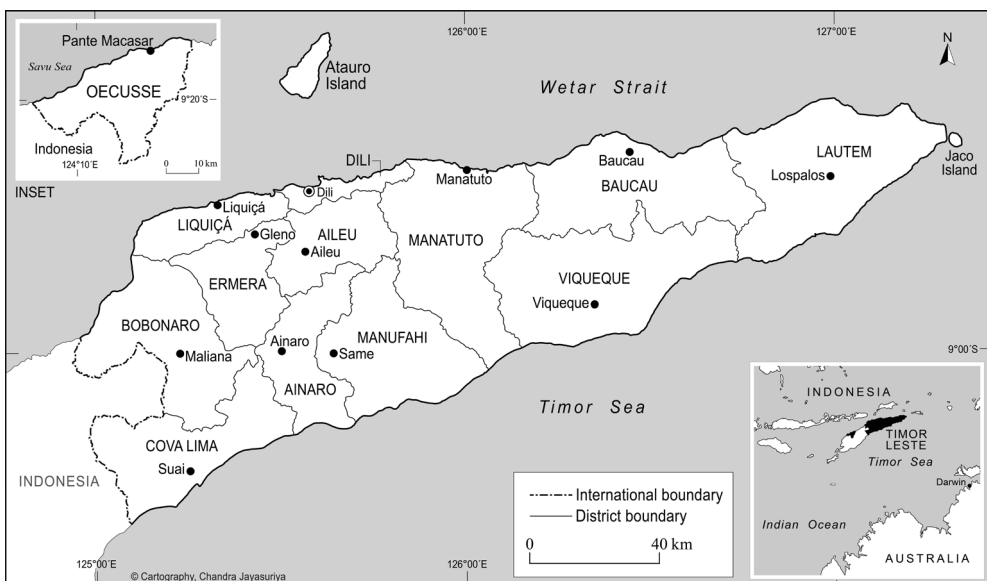 126°00´E
127°00´E
N
Pante Macasar
Savu Sea
OECUSSE
9°20´S
Indonesia
124°10´E
0 10 km
INSET
Atauro
Island
Wetar Strait
DILI
Dili
Manatuto
Baucau
BAUCAU
LAUTEM
Lospalos
Jaco
Island
Liquiçá
LIQUIÇÁ
Gleno
AILEU
Aileu
MANATUTO
ERMERA
VIQUEQUE
Viqueque
BOBONARO
Maliana
Ainaro
AINARO
MANUFAHI
Same
9°00´S
Timor Sea
COVA LIMA
Suai
INDONESIA
International boundary
District boundary
0 40 km
INDONESIA
TIMOR
LESTE
Timor Sea
Darwin
Indian Ocean
AUSTRALIA
125°00´E
126°00´E
© Cartography, Chandra Jayasuriya